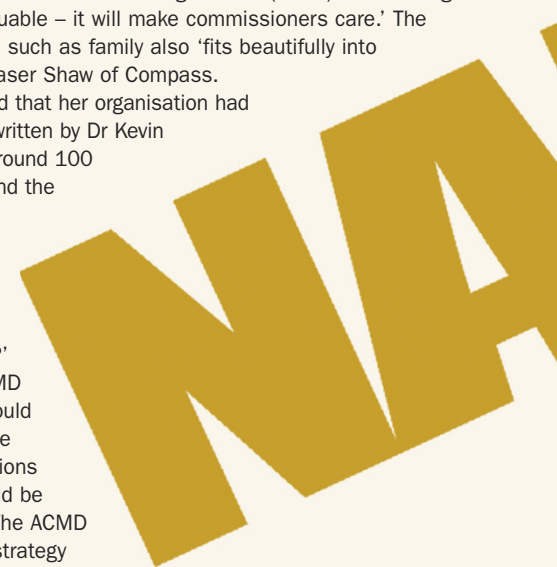 uable – it will make commissioners care.' The
such as family also 'fits beautifully into
aser Shaw of Compass.
d that her organisation had
written by Dr Kevin
round 100
nd the
NA
,'
MD
ould
e
ions
d be
The ACMD
strategy